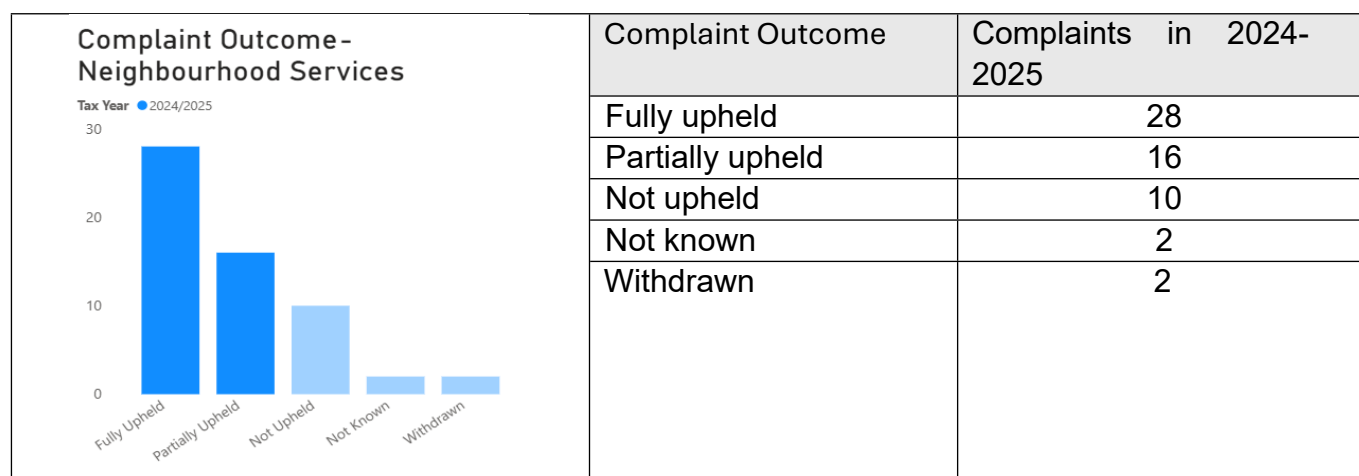 Complaint Outcome-
Neighbourhood Services
Tax Year 2024/2025
30
20
10
0
Fully Upheld
Partially Upheld
Not Upheld
Not Known
Withdrawn
Complaint Outcome
Complaints in 2024-
2025
Fully upheld 28
Partially upheld 16
Not upheld 10
Not known 2
Withdrawn 2